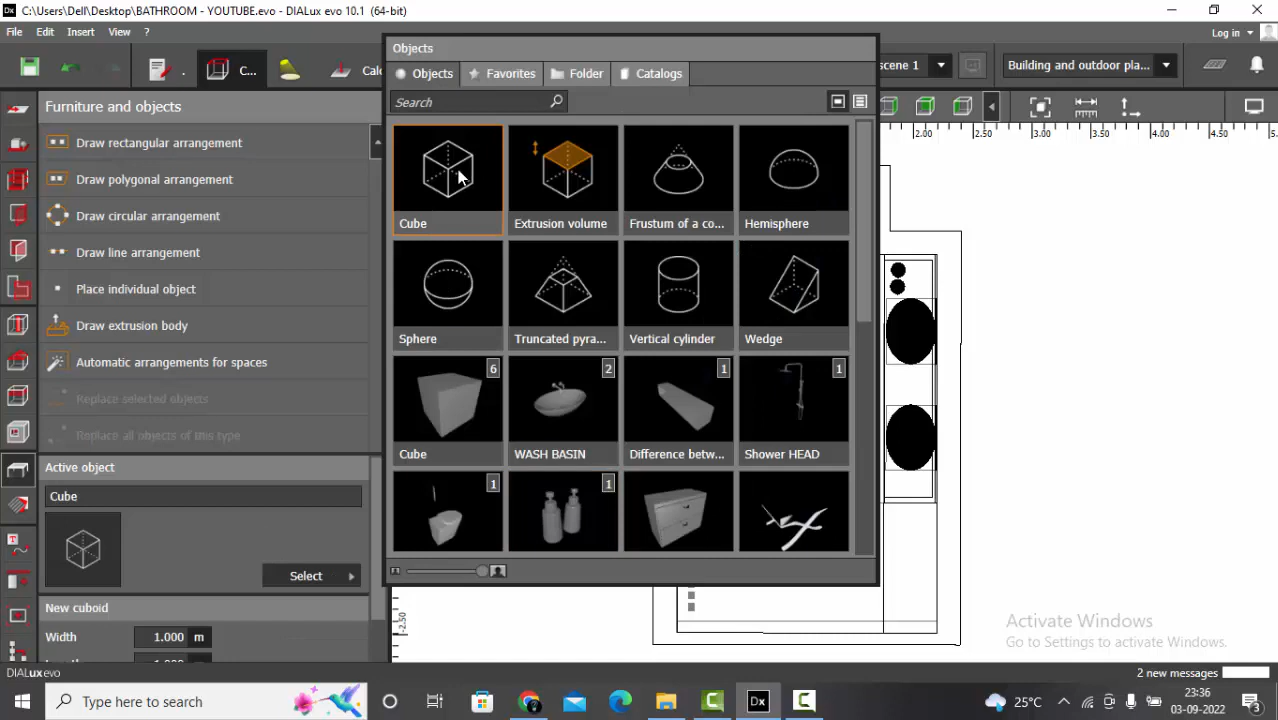 C:\Users\Dell\Desktop\BATHROOM - YOUTUBE.evo - DIALux evo 10.1 (64-bit)
File Edit Insert View ?
Log in
C...
Calc
scene 1
Building and outdoor pla...
Furniture and objects
Draw rectangular arrangement
Draw polygonal arrangement
Draw circular arrangement
Draw line arrangement
Place individual object
Draw extrusion body
Automatic arrangements for spaces
Replace selected objects
Replace all objects of this type
Active object
Cube
Select
New cuboid
Width 1.000 m
Objects
Objects Favorites Folder Catalogs
Search
Cube Extrusion volume Frustum of a co... Hemisphere
Sphere Truncated pyra... Vertical cylinder Wedge
6 2 1 1
Cube WASH BASIN Difference betw... Shower HEAD
1 1
2.00 2.50 3.00 3.50 4.00 4.50 5.
-2.50
Activate Windows
Go to Settings to activate Windows.
DIALux evo
2 new messages
Type here to search
Dx
25°C
23:36
03-09-2022
3